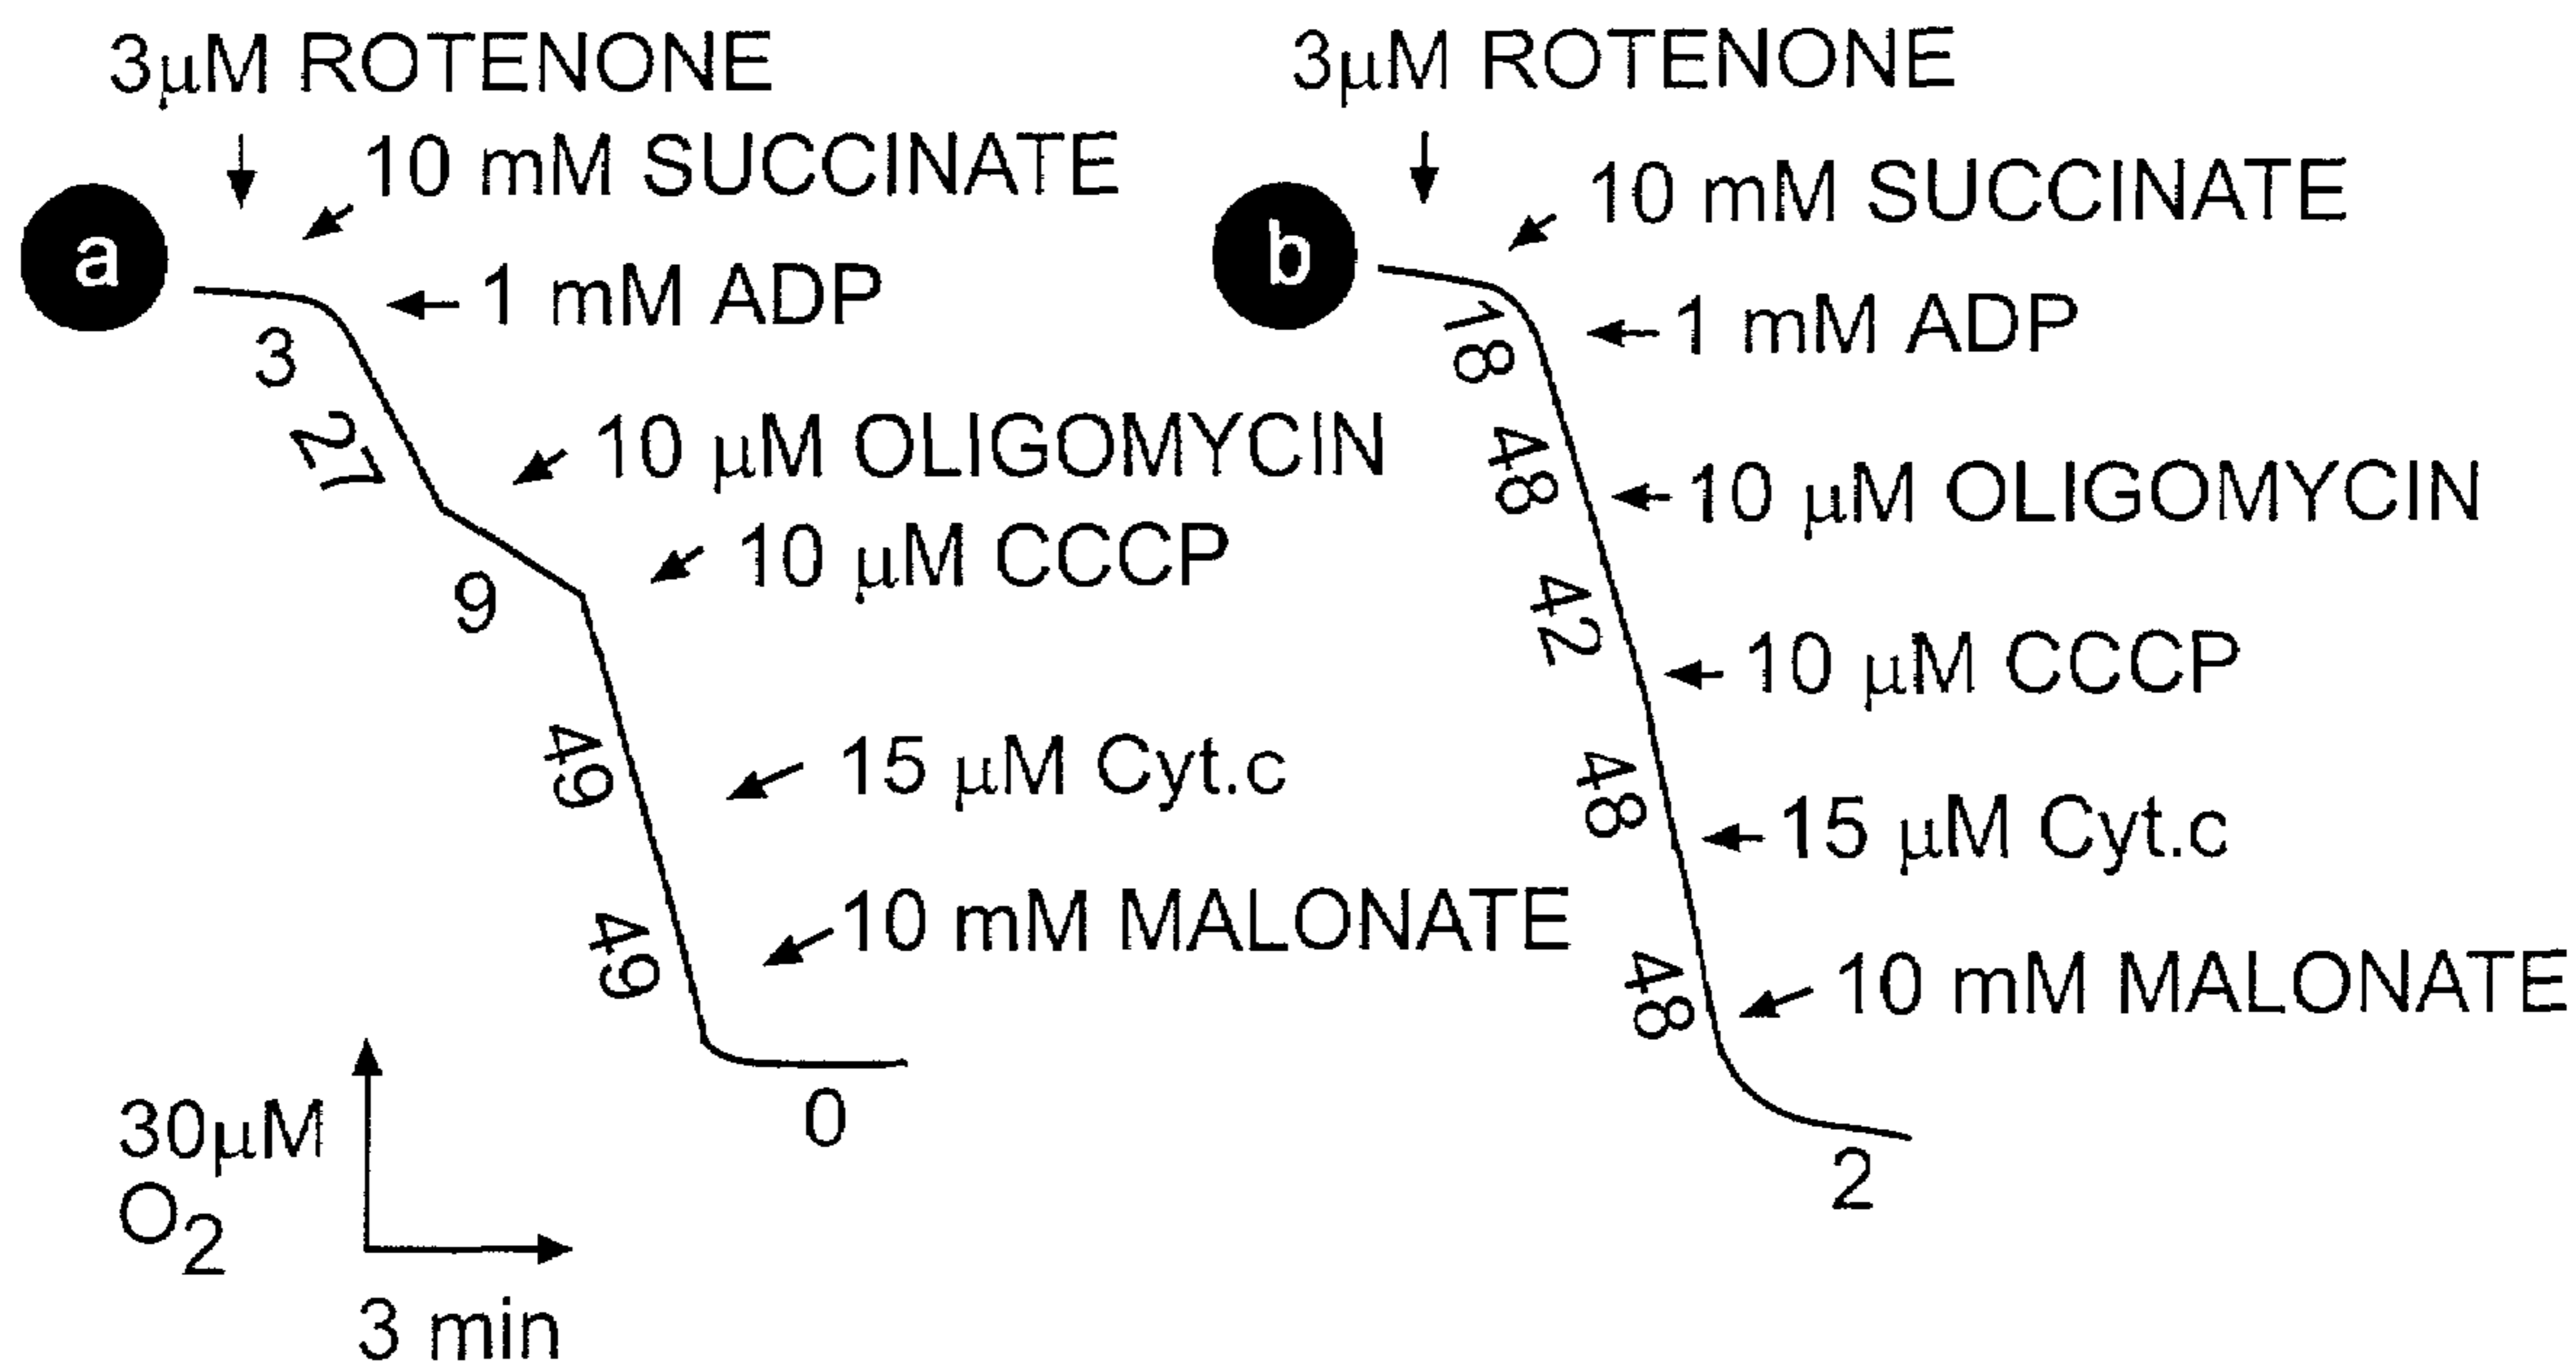 3µM ROTENONE
10 mM SUCCINATE
a
1 mM ADP
3
27
10 µM OLIGOMYCIN
10 µM CCCP
9
49
15 µM Cyt.c
49
10 mM MALONATE
0
30µM
O2
3 min
3µM ROTENONE
10 mM SUCCINATE
b
1 mM ADP
18
48
10 µM OLIGOMYCIN
42
10 µM CCCP
48
15 µM Cyt.c
48
10 mM MALONATE
2